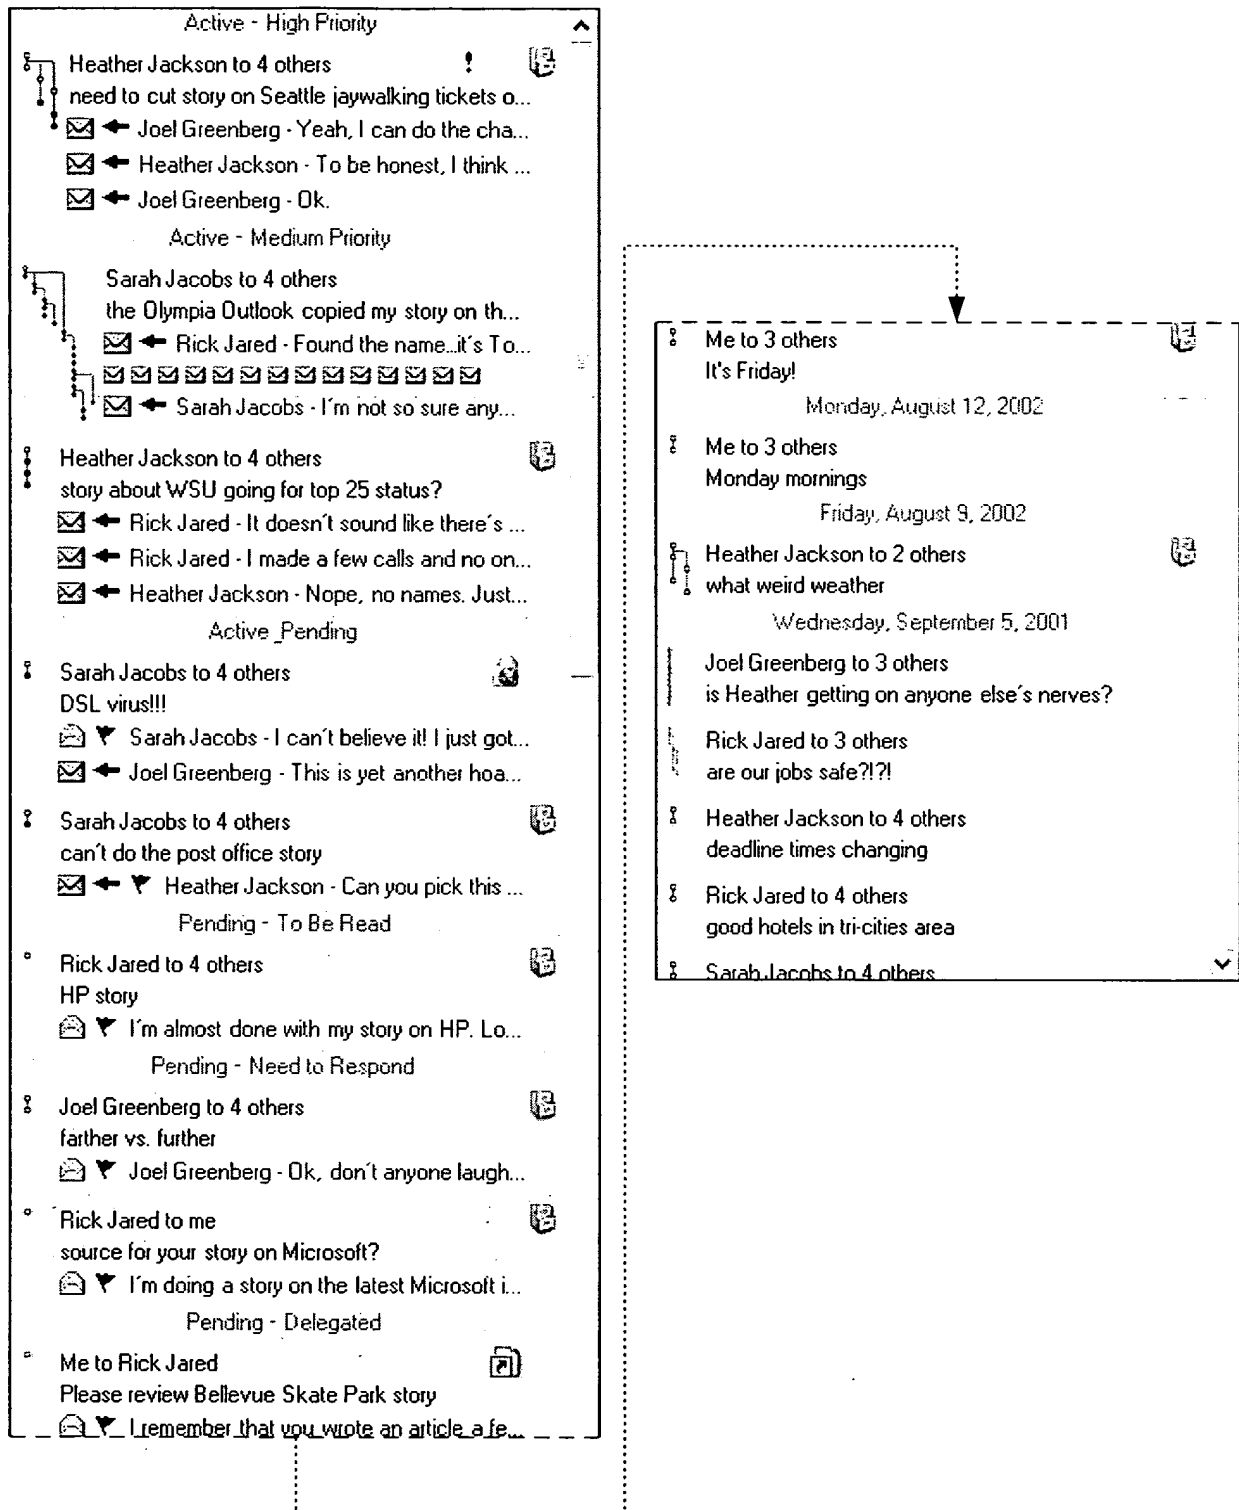 Active - High Priority
Heather Jackson to 4 others !
need to cut story on Seattle jaywalking tickets o...
Joel Greenberg - Yeah, I can do the cha...
Heather Jackson - To be honest, I think ...
Joel Greenberg - Ok.
Active - Medium Priority
Sarah Jacobs to 4 others
the Olympia Outlook copied my story on th...
Rick Jared - Found the name...it's To...
Sarah Jacobs - I'm not so sure any...
Heather Jackson to 4 others
story about WSU going for top 25 status?
Rick Jared - It doesn't sound like there's ...
Rick Jared - I made a few calls and no on...
Heather Jackson - Nope, no names. Just...
Active_Pending
Sarah Jacobs to 4 others
DSL virus!!!
Sarah Jacobs - I can't believe it! I just got...
Joel Greenberg - This is yet another hoa...
Sarah Jacobs to 4 others
can't do the post office story
Heather Jackson - Can you pick this ...
Pending - To Be Read
Rick Jared to 4 others
HP story
I'm almost done with my story on HP. Lo...
Pending - Need to Respond
Joel Greenberg to 4 others
farther vs. further
Joel Greenberg - Ok, don't anyone laugh...
Rick Jared to me
source for your story on Microsoft?
I'm doing a story on the latest Microsoft i...
Pending - Delegated
Me to Rick Jared
Please review Bellevue Skate Park story
I remember that you wrote an article a fe...
Me to 3 others
It's Friday!
Monday, August 12, 2002
Me to 3 others
Monday mornings
Friday, August 9, 2002
Heather Jackson to 2 others
what weird weather
Wednesday, September 5, 2001
Joel Greenberg to 3 others
is Heather getting on anyone else's nerves?
Rick Jared to 3 others
are our jobs safe?!?!
Heather Jackson to 4 others
deadline times changing
Rick Jared to 4 others
good hotels in tri-cities area
Sarah Jacobs to 4 others